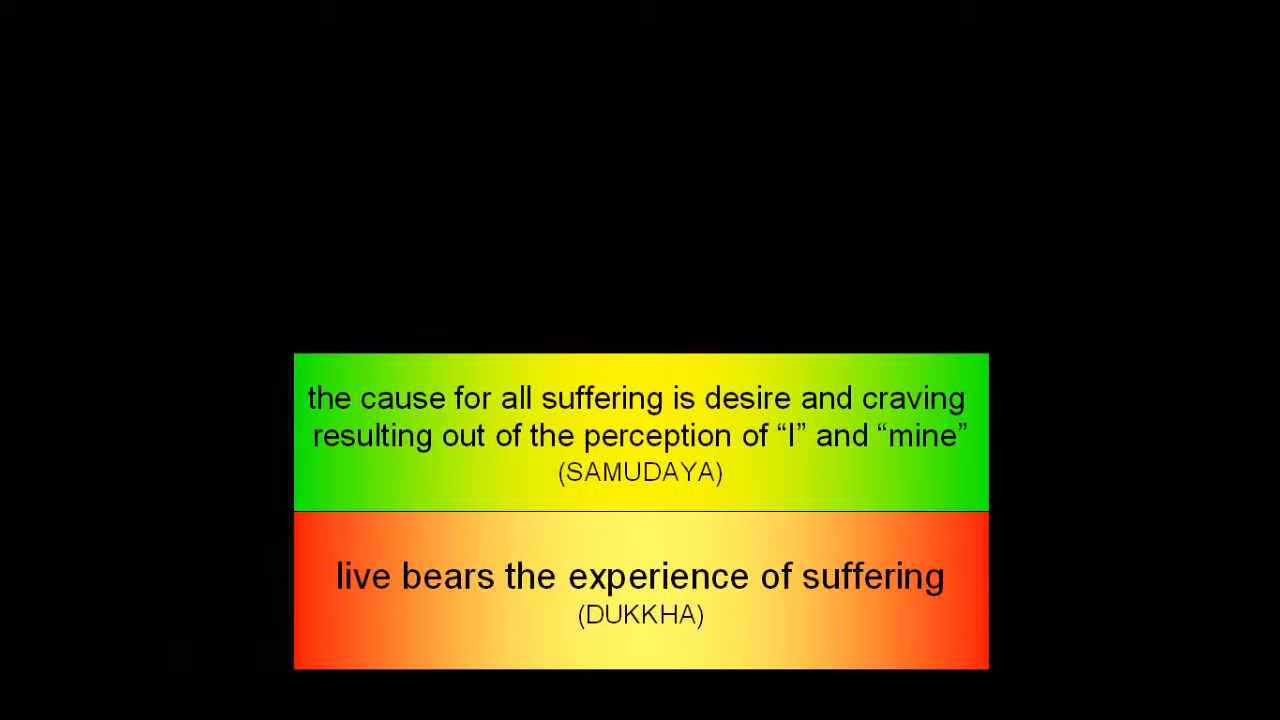 the cause for all suffering is desire and craving
resulting out of the perception of “I” and “mine”
(SAMUDAYA)
live bears the experience of suffering
(DUKKHA)